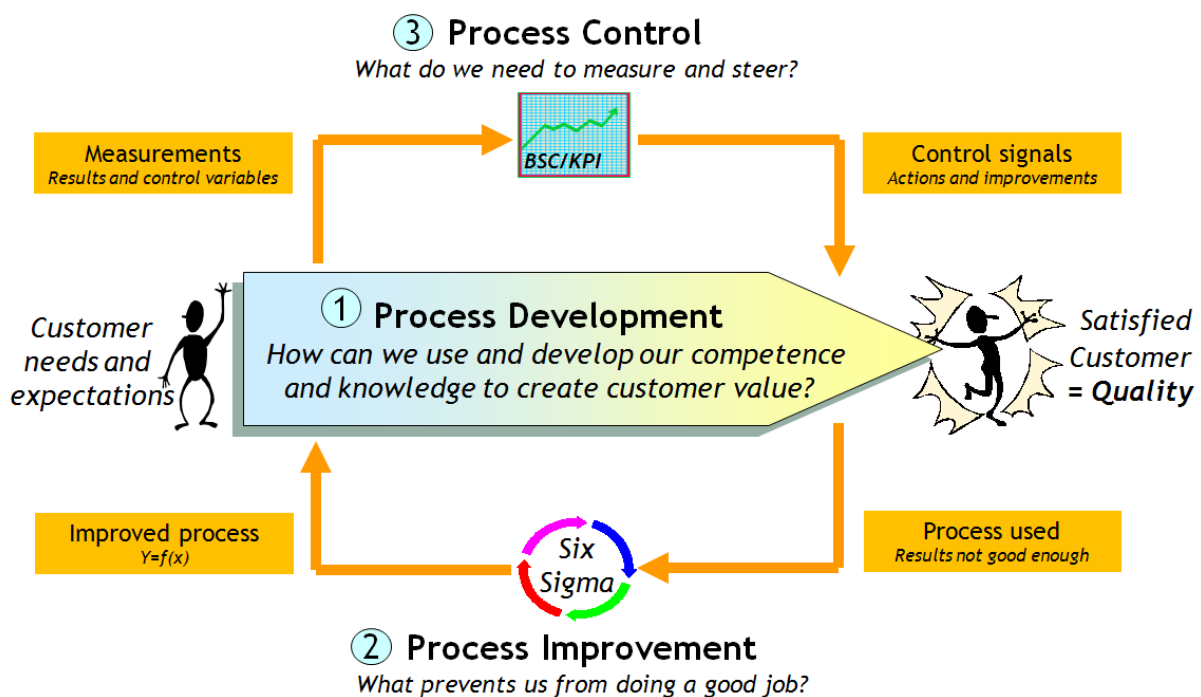 3 Process Control
What do we need to measure and steer?
Measurements
Results and control variables
BSC/KPI
Control signals
Actions and improvements
Customer
needs and
expectations
1 Process Development
How can we use and develop our competence
and knowledge to create customer value?
Satisfied
Customer
= Quality
Improved process
Y=f(x)
Six
Sigma
Process used
Results not good enough
2 Process Improvement
What prevents us from doing a good job?